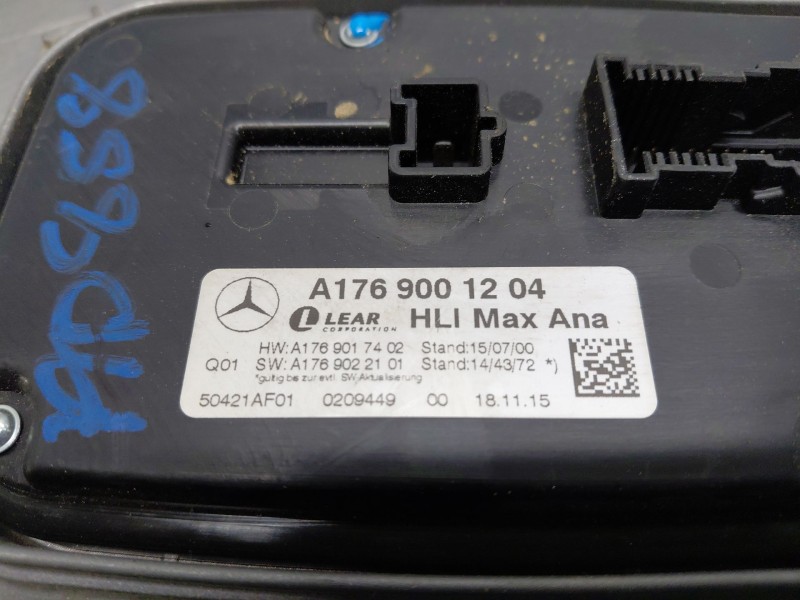 A176 900 12 04
LEAR CORPORATION HLI Max Ana
HW:A176 901 74 02 Stand:15/07/00
Q01 SW:A176 902 21 01 Stand:14/43/72 *)
*gültig bis zur evtl. SW-Aktualisierung
50421AF01 0209449 00 18.11.15